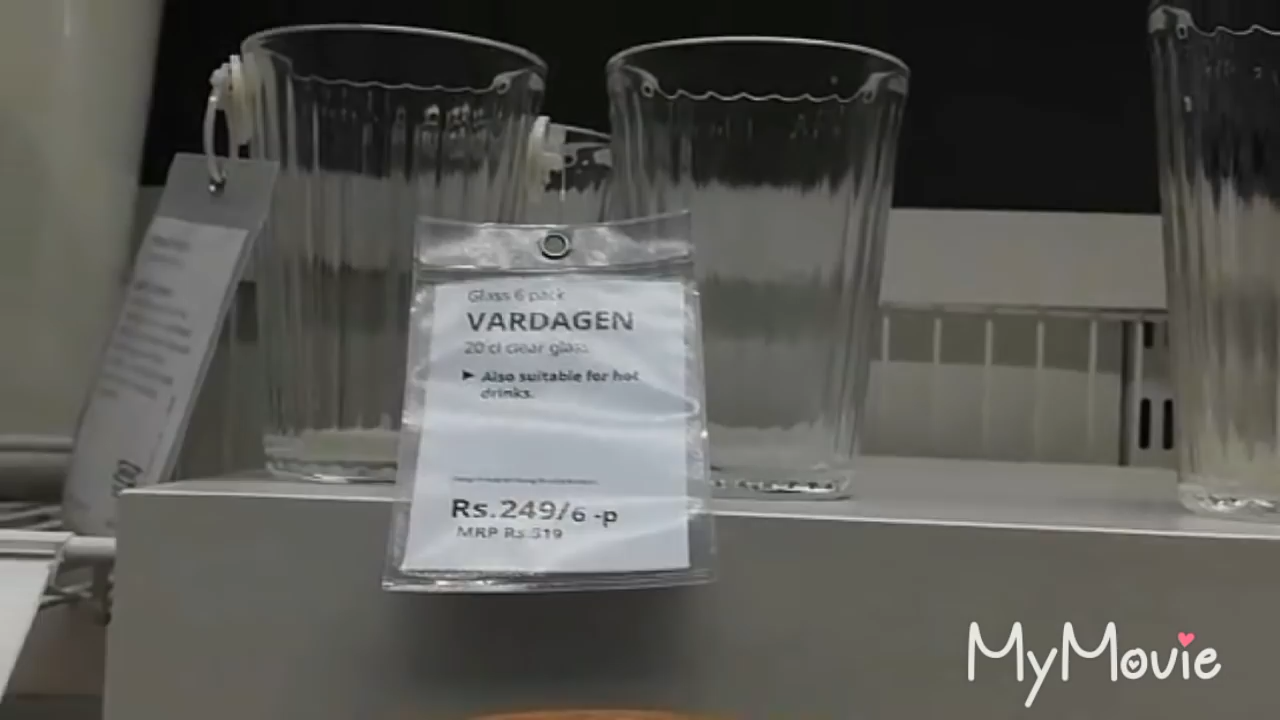 Glass 6 pack
VARDAGEN
20 cl clear glass
► Also suitable for hot
drinks.
Rs.249/6 -p
MRP Rs.319
MyMovie